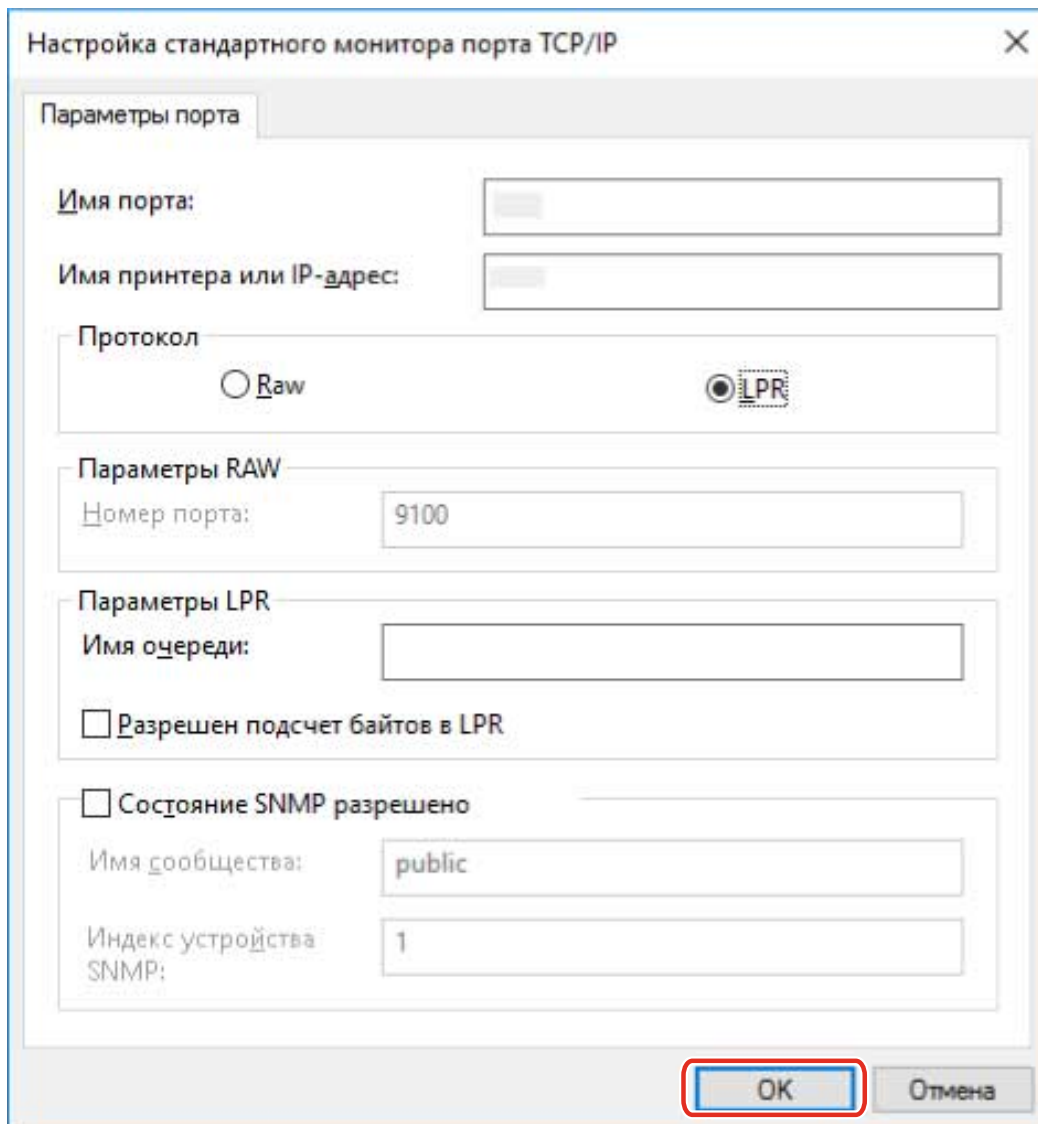 Настройка стандартного монитора порта TCP/IP
Параметры порта
Имя порта:
Имя принтера или IP-адрес:
Протокол
Raw
LPR
Параметры RAW
Номер порта:
9100
Параметры LPR
Имя очереди:
Разрешен подсчет байтов в LPR
Состояние SNMP разрешено
Имя сообщества:
public
Индекс устройства
SNMP:
1
OK
Отмена